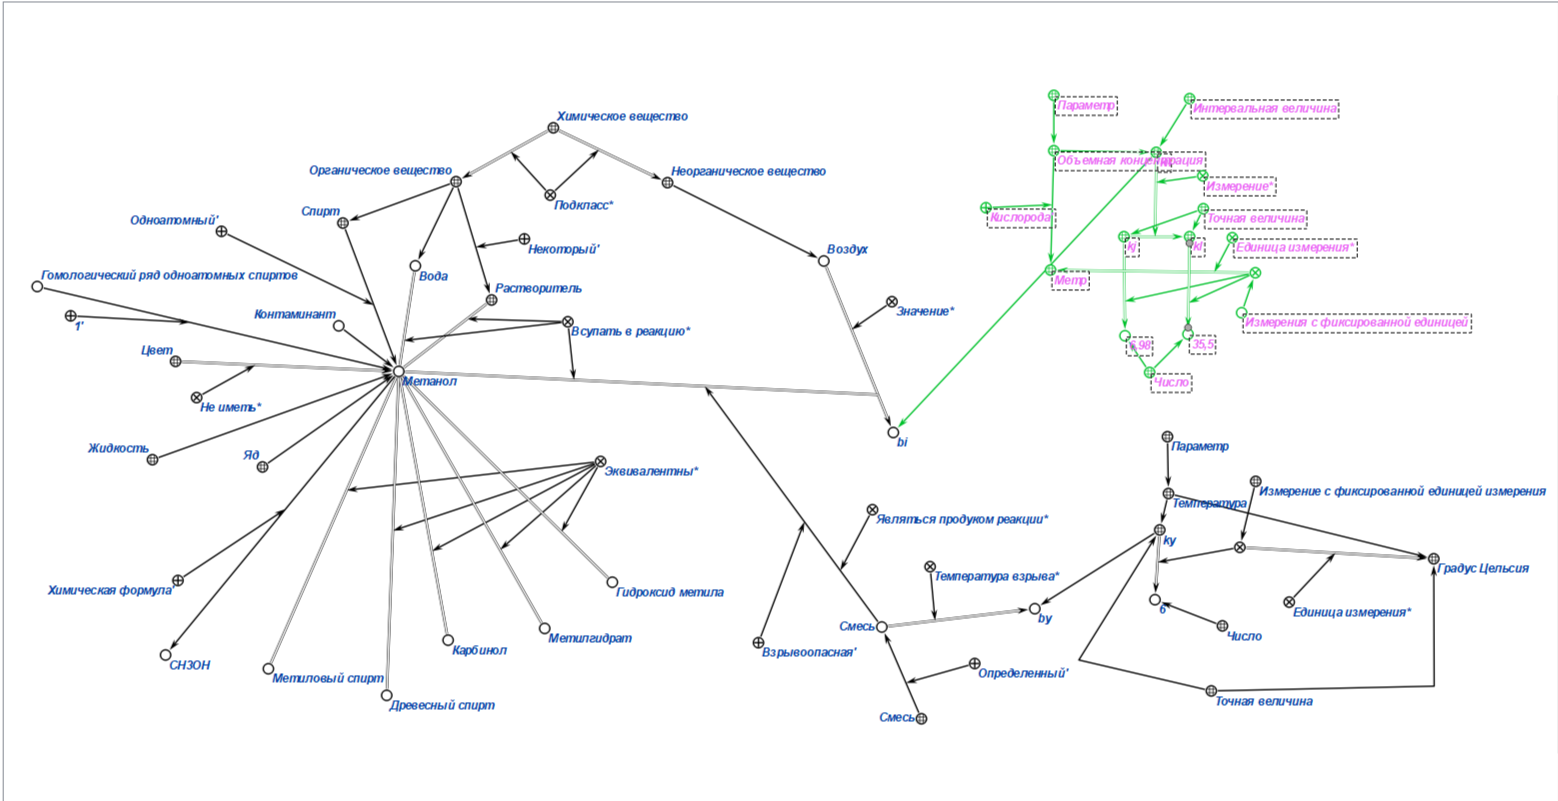 Параметр
Интервальная величина
Химическое вещество
Объемная концентрация
Органическое вещество
Неорганическое вещество
Измерение*
Подкласс*
Спирт
Одноатомный'
Кислорода
Точная величина
Некоторый'
kj
kl
Единица измерения*
Воздух
Вода
Гомологический ряд одноатомных спиртов
Метр
Растворитель
Контаминант
Значение*
1'
Всупать в реакцию*
Измерения с фиксированной единицей
35,5
Цвет
Метанол
Число
Не иметь*
bi
Жидкость
Яд
Параметр
Эквивалентны*
Измерение с фиксированной единицей измерения
Температура
Являться продуком реакции*
ky
Градус Цельсия
Температура взрыва*
Химическая формула'
Гидроксид метила
6
by
Единица измерения*
Смесь
Число
Метилгидрат
Карбинол
Взрывоопасная'
СН3ОН
Метиловый спирт
Определенный'
Древесный спирт
Точная величина
Смесь